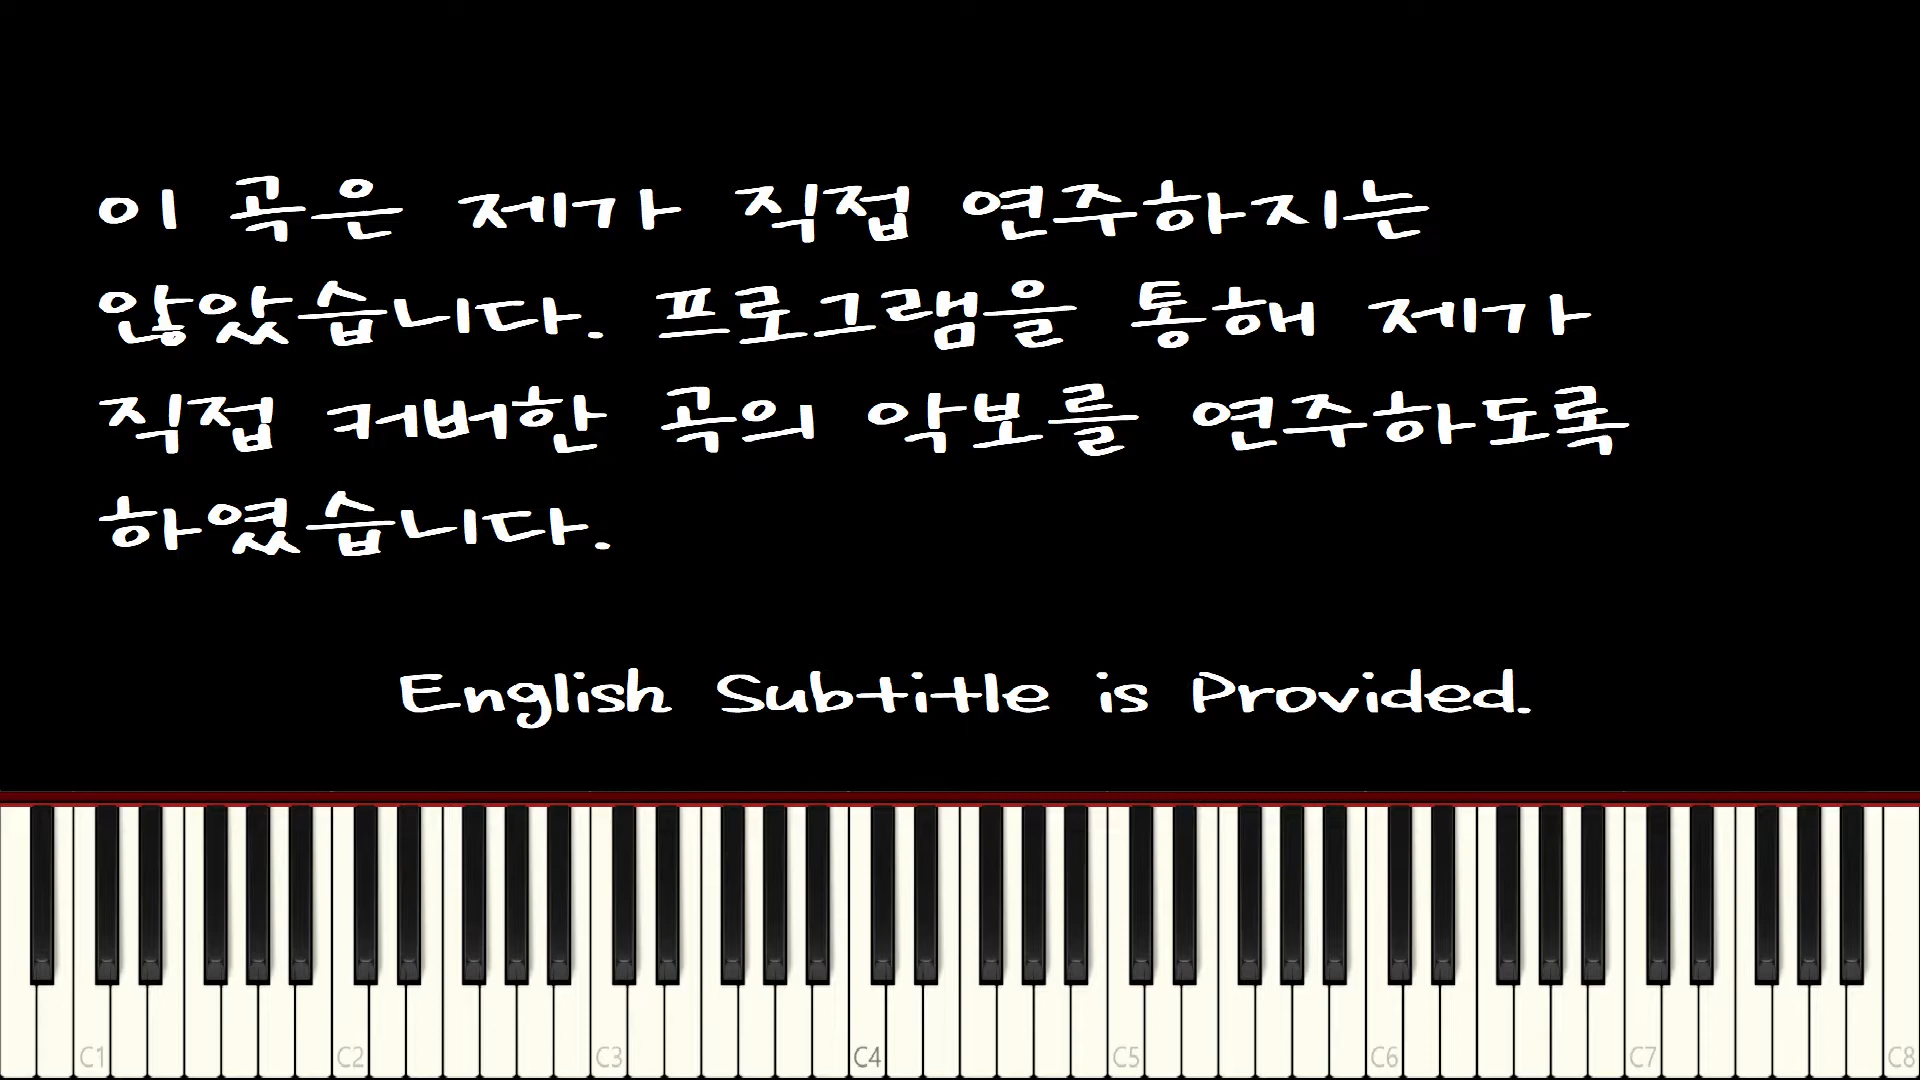 이 곡은 제가 직접 연주하지는
않았습니다. 프로그램을 통해 제가
직접 커버한 곡의 악보를 연주하도록
하였습니다.
English Subtitle is Provided.
C1 C2 C3 C4 C5 C6 C7 C8